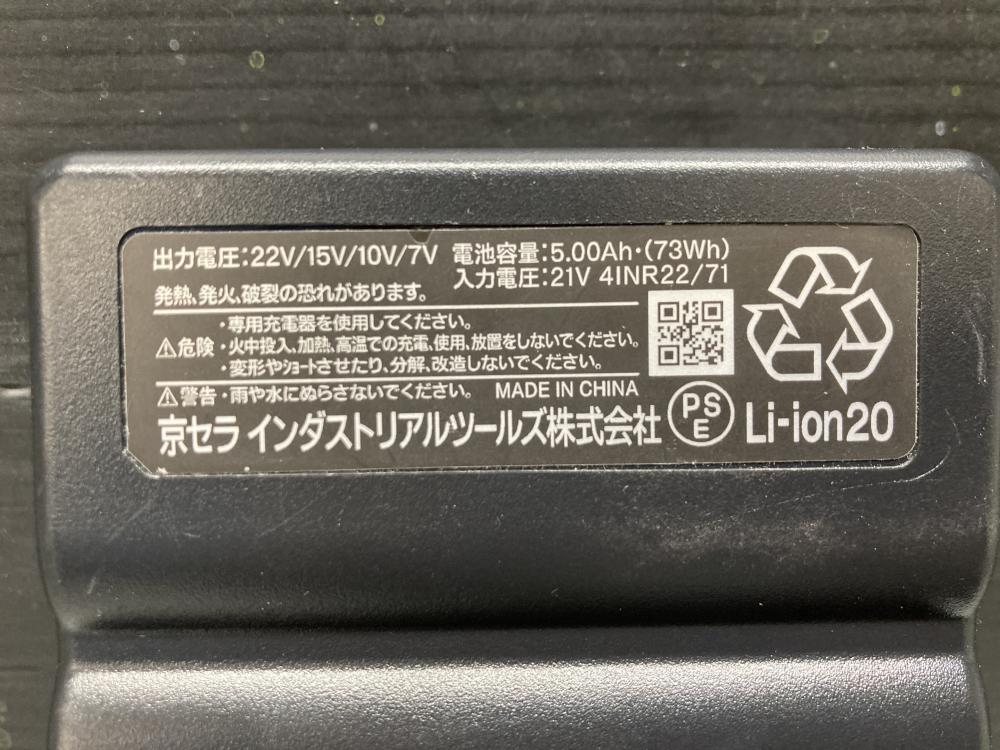 出力電圧:22V/15V/10V/7V 電池容量:5.00Ah・(73Wh)
入力電圧:21V 4INR22/71
発熱、発火、破裂の恐れがあります。
・専用充電器を使用してください。
⚠危険・火中投入、加熱、高温での充電、使用、放置をしないでください。
・変形やショートさせたり、分解、改造しないでください。
⚠警告・雨や水にぬらさないでください。 MADE IN CHINA
京セラ インダストリアルツールズ株式会社 PSE Li-ion20